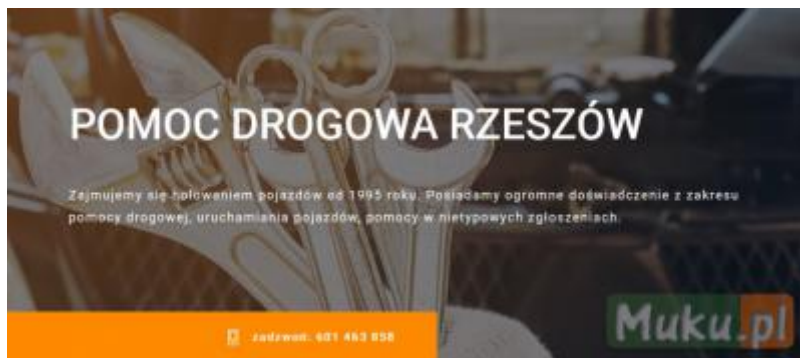 POMOC DROGOWA RZESZÓW
Zajmujemy się holowaniem pojazdów od 1995 roku. Posiadamy ogromne doświadczenie z zakresu
pomocy drogowej, uruchamiania pojazdów, pomocy w nietypowych zgłoszeniach.
zadzwoń: 601 463 858
Muku.pl